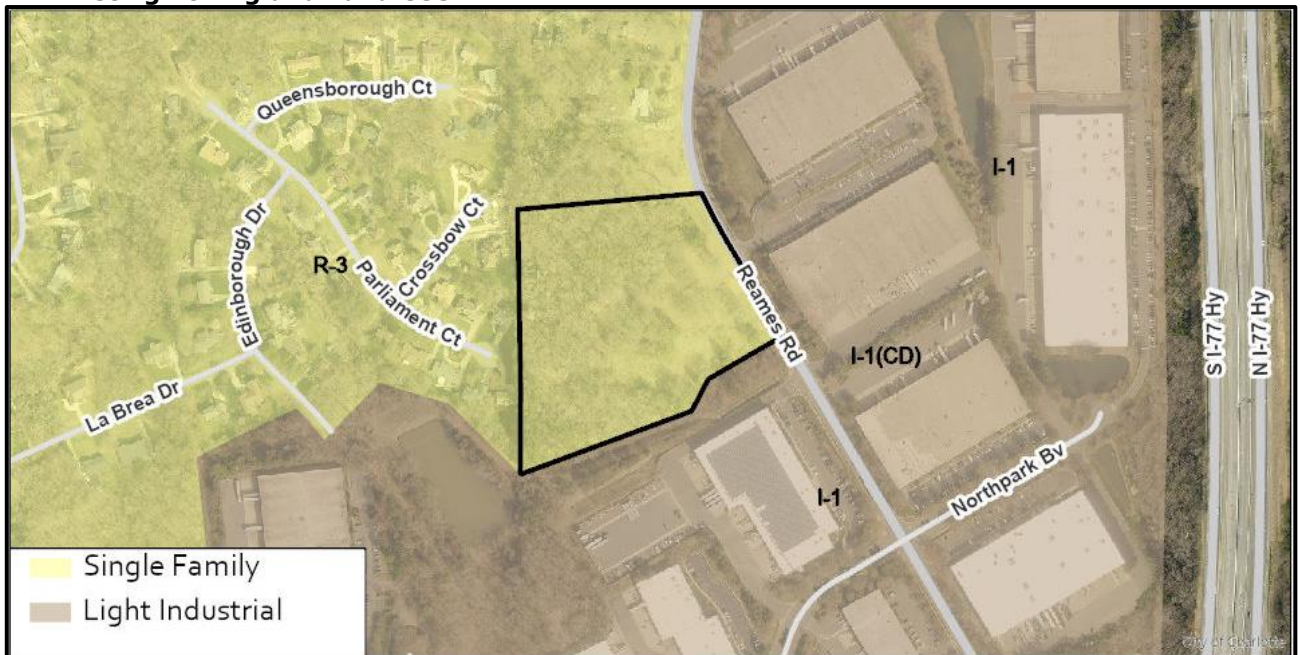 Queensborough Ct
I-1
Edinborough Dr
Crossbow Ct
R-3
Parliament Ct
Reames Rd
S I-77 Hy
N I-77 Hy
I-1(CD)
La Brea Dr
I-1
Northpark Bv
Single Family
Light Industrial
City of Charlotte